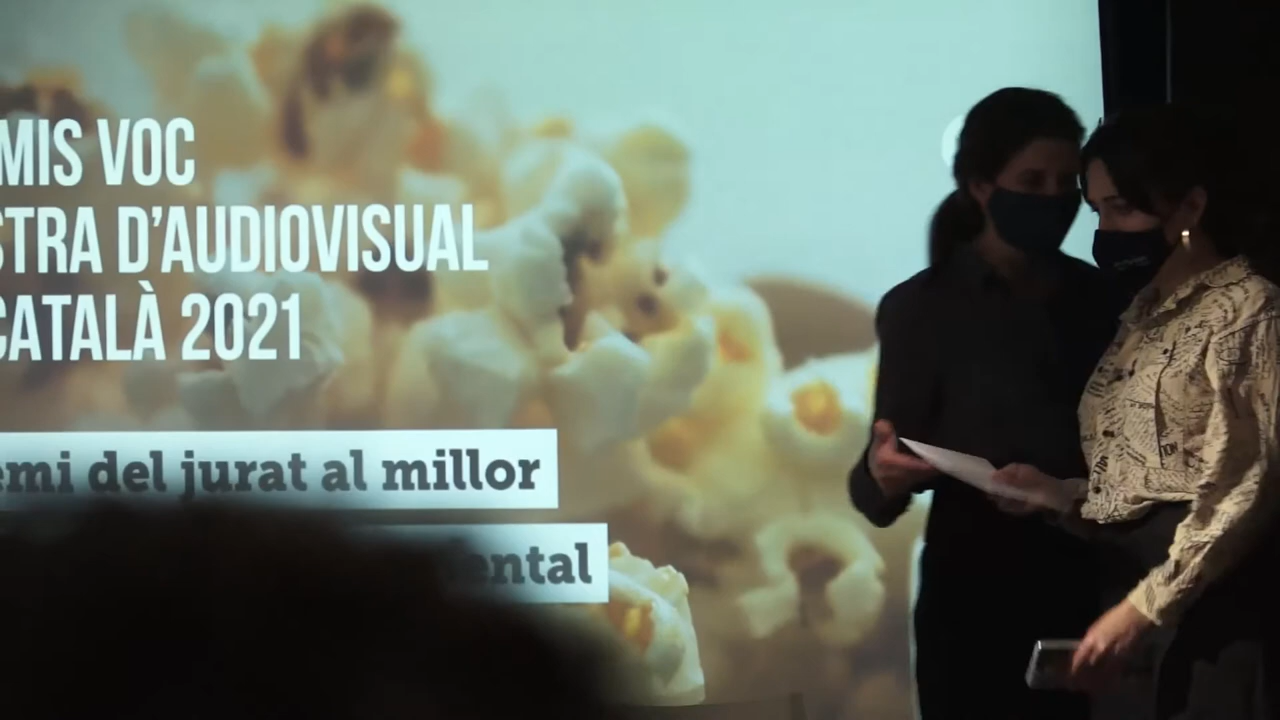 MIS VOC
STRA D'AUDIOVISUAL
CATALÀ 2021
emi del jurat al millor
ental